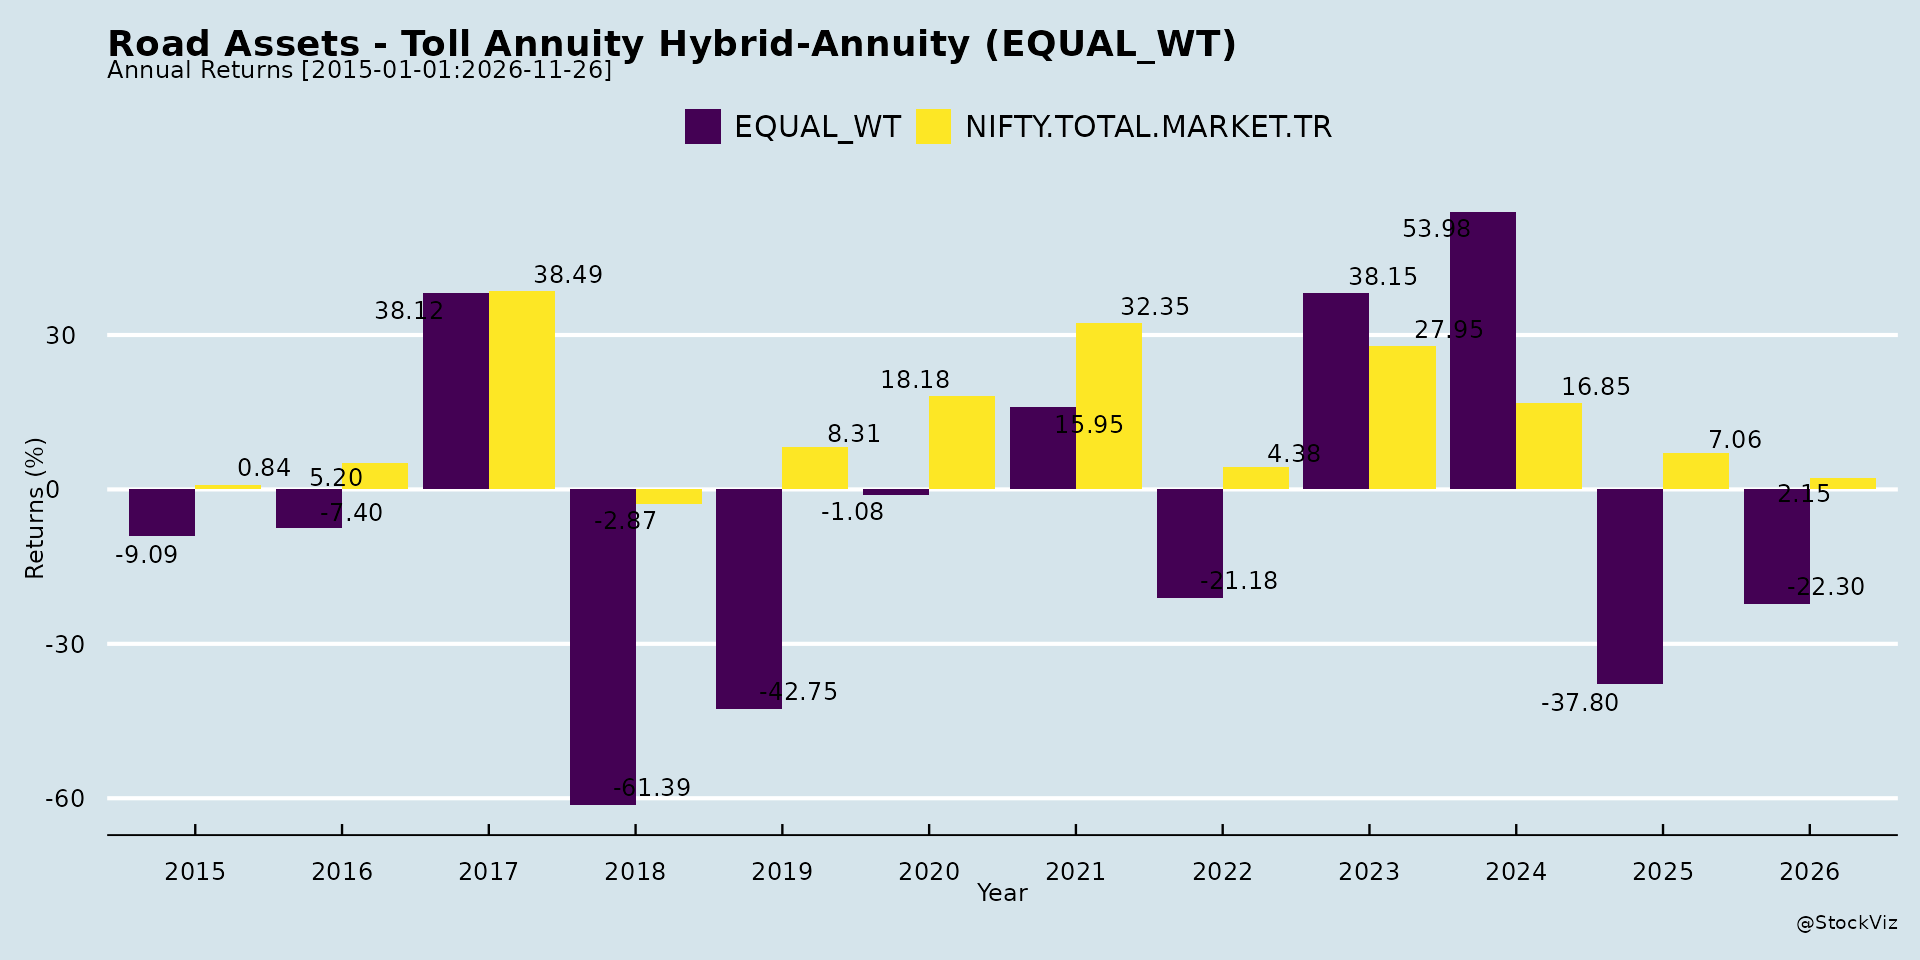 Road Assets - Toll Annuity Hybrid-Annuity (EQUAL_WT)
Annual Returns [2015-01-01:2026-11-26]
EQUAL_WT NIFTY.TOTAL.MARKET.TR
53.98
38.49 38.15
38.12 32.35
30 27.95
18.18 16.85
15.95
8.31 4.38 7.06
0.84 5.20
0 2.15
-9.09 -7.40 -2.87 -1.08
-21.18 -22.30
-30
-42.75 -37.80
-60 -61.39
Returns (%)
2015 2016 2017 2018 2019 2020 2021 2022 2023 2024 2025 2026
Year
@StockViz